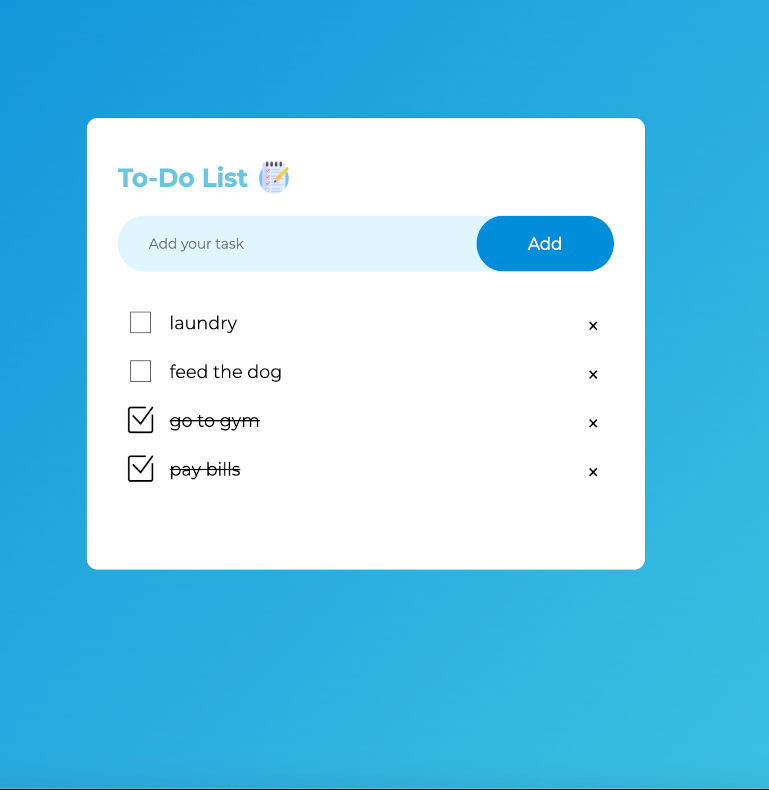 To-Do List
Add your task
Add
laundry
x
feed the dog
x
go to gym
x
pay bills
x